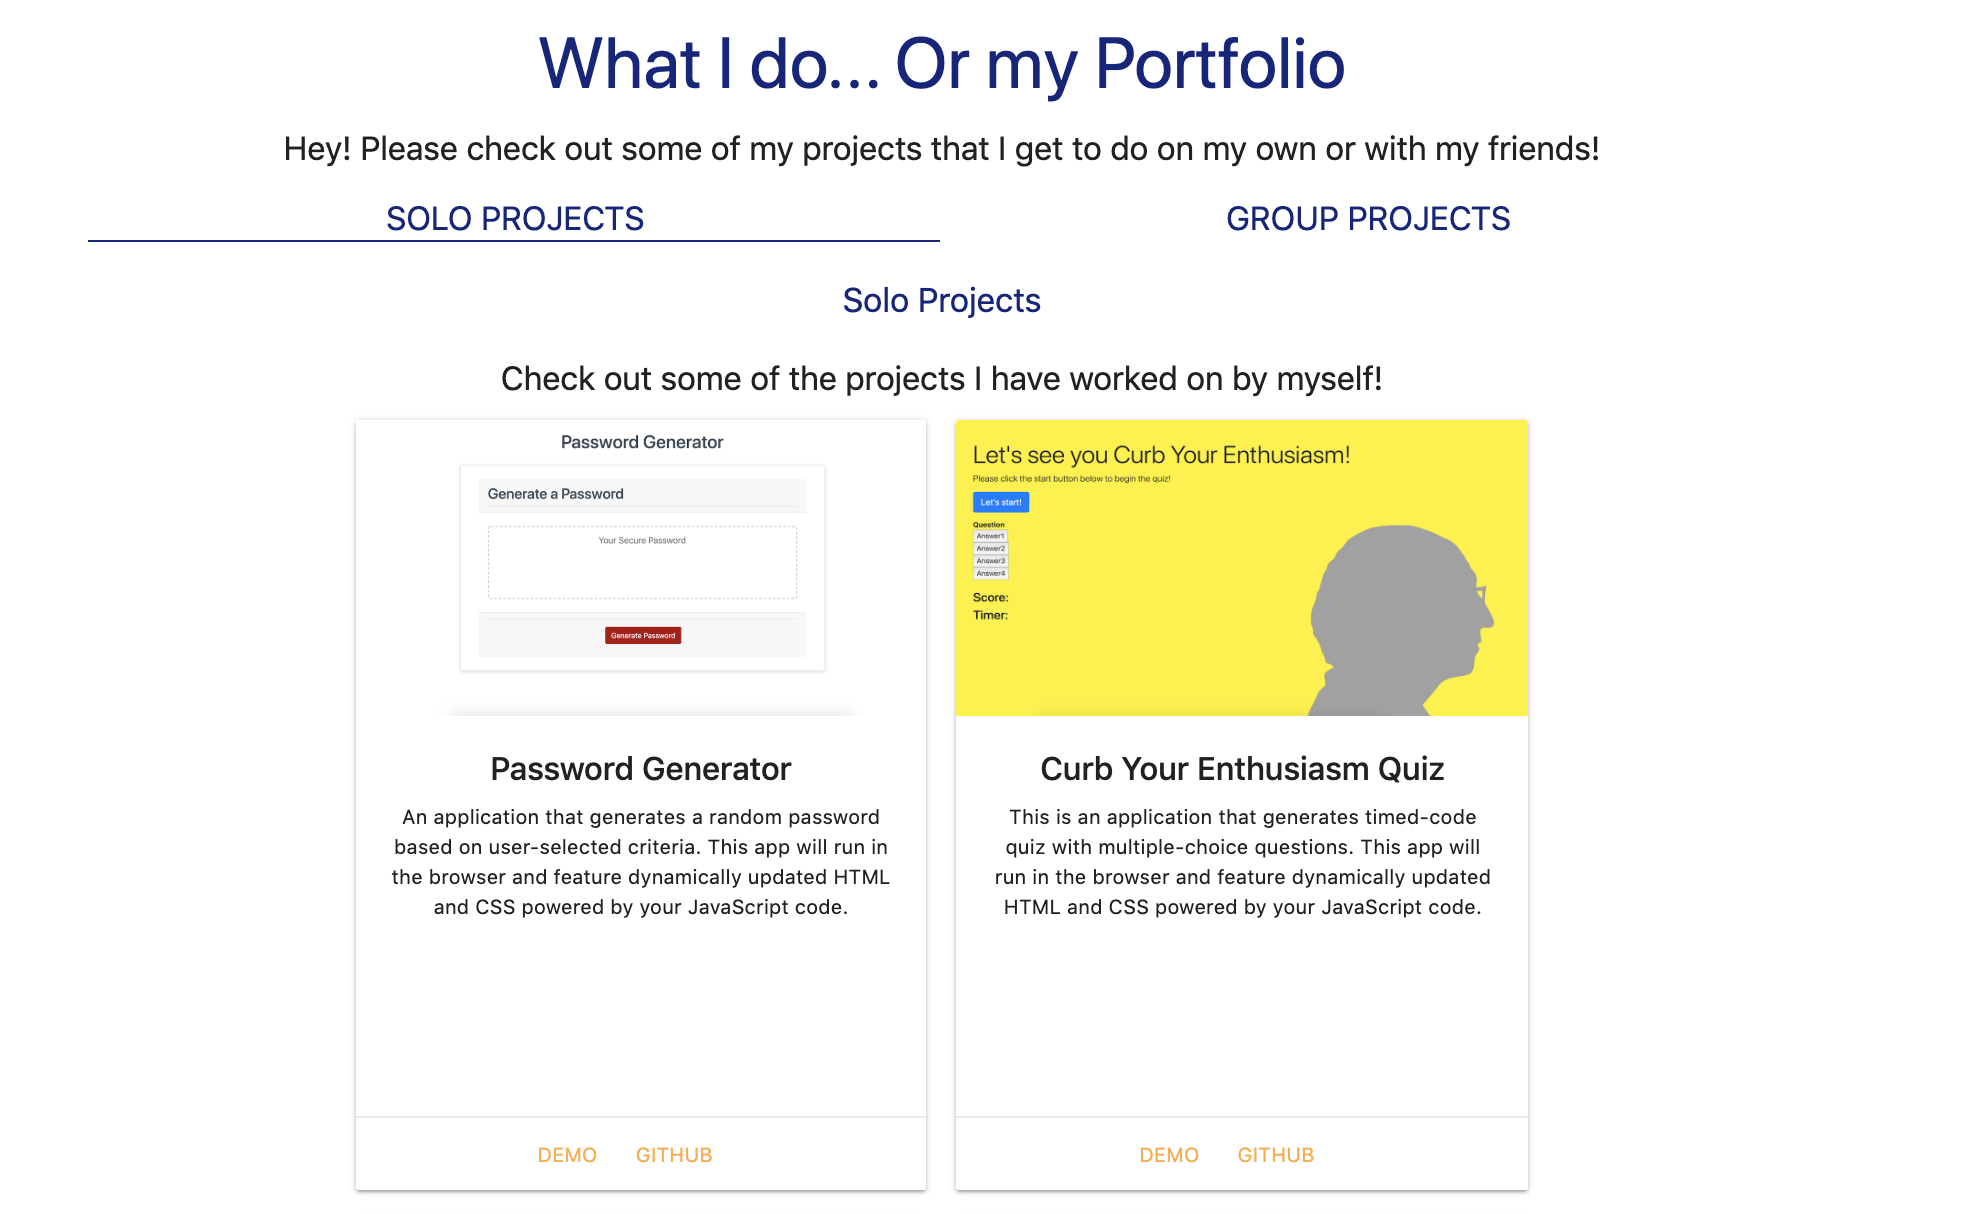 What I do... Or my Portfolio
Hey! Please check out some of my projects that I get to do on my own or with my friends!
SOLO PROJECTS
GROUP PROJECTS
Solo Projects
Check out some of the projects I have worked on by myself!
Password Generator
Generate a Password
Your Secure Password
Generate Password
Password Generator
An application that generates a random password
based on user-selected criteria. This app will run in
the browser and feature dynamically updated HTML
and CSS powered by your JavaScript code.
DEMO GITHUB
Let's see you Curb Your Enthusiasm!
Please click the start button below to begin the quiz!
Let's start!
Question
Answer1
Answer2
Answer3
Answer4
Score:
Timer:
Curb Your Enthusiasm Quiz
This is an application that generates timed-code
quiz with multiple-choice questions. This app will
run in the browser and feature dynamically updated
HTML and CSS powered by your JavaScript code.
DEMO GITHUB